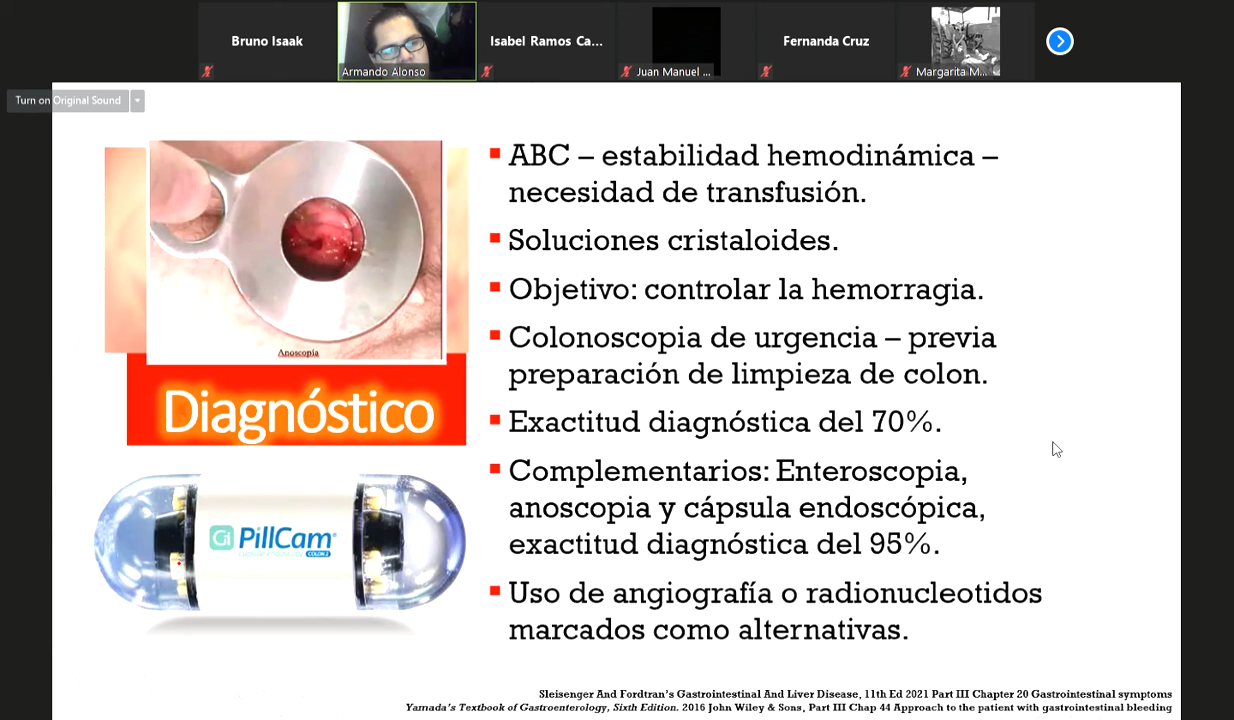 Bruno Isaak
Armando Alonso
Isabel Ramos Ca...
Juan Manuel ...
Fernanda Cruz
Margarita M...
Turn on Original Sound
Anoscopia
Diagnóstico
Gi PillCam
COLON 2
ABC – estabilidad hemodinámica –
necesidad de transfusión.
Soluciones cristaloides.
Objetivo: controlar la hemorragia.
Colonoscopia de urgencia – previa
preparación de limpieza de colon.
Exactitud diagnóstica del 70%.
Complementarios: Enteroscopia,
anoscopia y cápsula endoscópica,
exactitud diagnóstica del 95%.
Uso de angiografía o radionucleotidos
marcados como alternativas.
Sleisenger And Fordtran's Gastrointestinal And Liver Disease, 11th Ed 2021 Part III Chapter 20 Gastrointestinal symptoms
Yamada's Textbook of Gastroenterology, Sixth Edition. 2016 John Wiley & Sons, Part III Chap 44 Approach to the patient with gastrointestinal bleeding